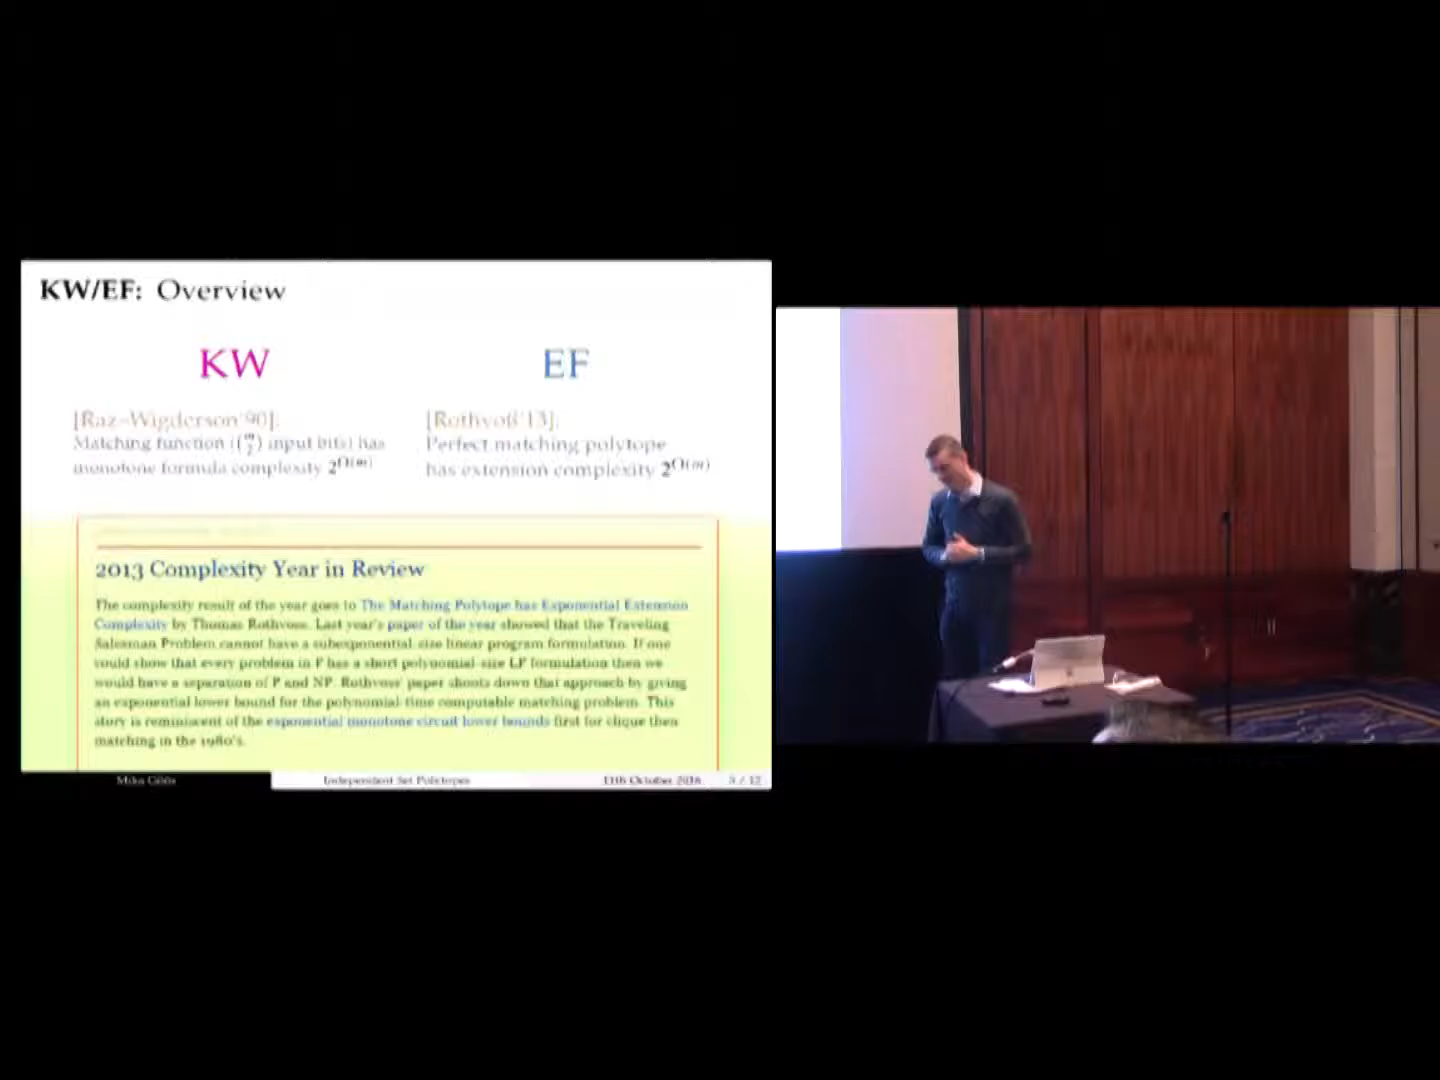 KW/EF: Overview
KW
EF
[Raz–Wigderson'90]:
Matching function ((m 2) input bits) has
monotone formula complexity 2^Ω(m)
[Rothvoß'13]:
Perfect matching polytope
has extension complexity 2^Ω(m)
2013 Complexity Year in Review
The complexity result of the year goes to The Matching Polytope has Exponential Extension
Complexity by Thomas Rothvoss. Last year's paper of the year showed that the Traveling
Salesman Problem cannot have a subexponential-size linear program formulation. If one
could show that every problem in P has a short polynomial-size LP formulation then we
would have a separation of P and NP. Rothvoss' paper shoots down that approach by giving
an exponential lower bound for the polynomial-time computable matching problem. This
story is reminiscent of the exponential monotone circuit lower bounds first for clique then
matching in the 1980's.
Mika Göös
Independent Set Polytopes
11th October 2016
3 / 12